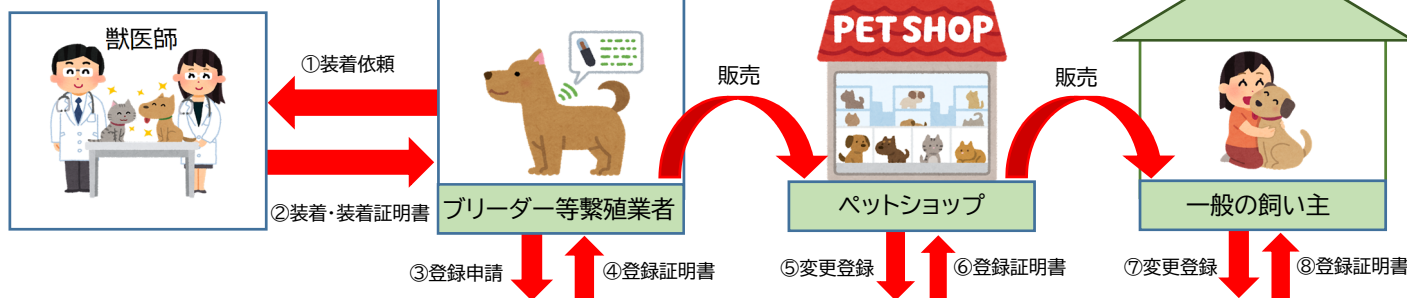 獣医師
①装着依頼
②装着・装着証明書
ブリーダー等繫殖業者
③登録申請
④登録証明書
販売
PET SHOP
ペットショップ
⑤変更登録
⑥登録証明書
販売
一般の飼い主
⑦変更登録
⑧登録証明書